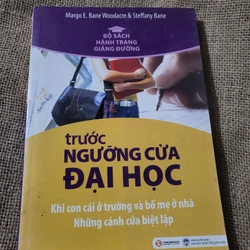 Margo E. Bane Woodacre & Steffany Bane
BỘ SÁCH
HÀNH TRANG
GIẢNG ĐƯỜNG
trước
NGƯỠNG CỬA
ĐẠI HỌC
Khi con cái ở trường và bố mẹ ở nhà
Những cánh cửa biệt lập